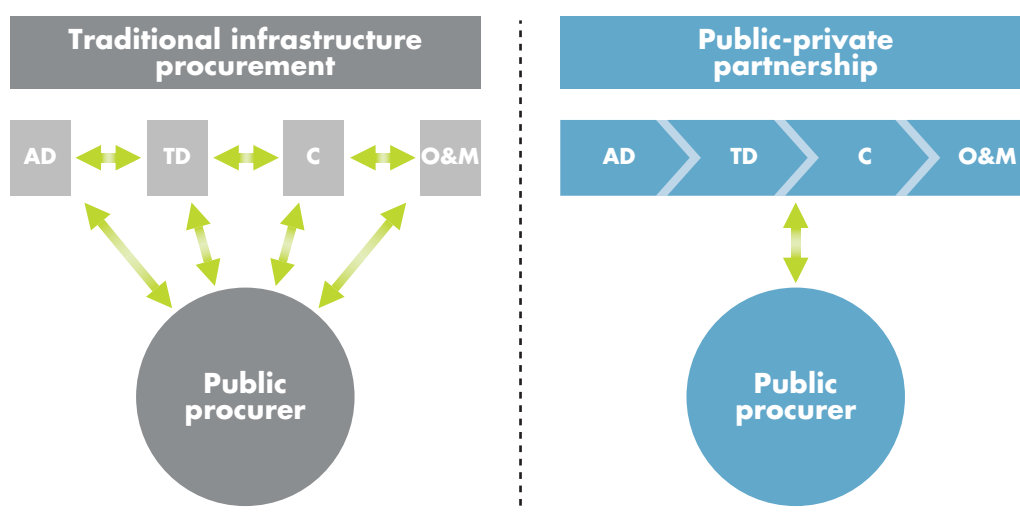 Traditional infrastructure
procurement
AD
TD
C
O&M
Public
procurer
Public-private
partnership
AD
TD
C
O&M
Public
procurer